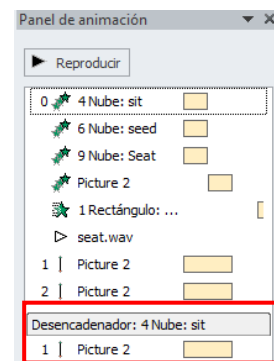 Panel de animación
Reproducir
0 4 Nube: sit
6 Nube: seed
9 Nube: Seat
Picture 2
1 Rectángulo: ...
seat.wav
1 Picture 2
2 Picture 2
Desencadenador: 4 Nube: sit
1 Picture 2